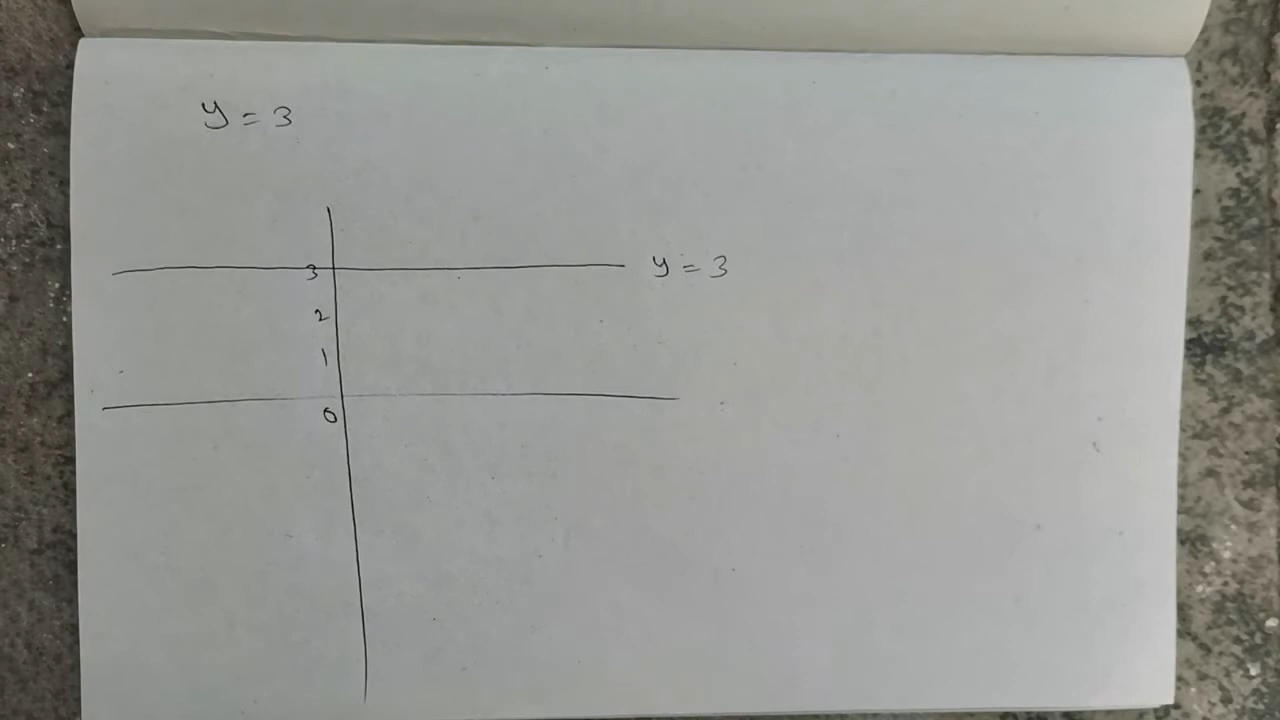 y = 3
3 y = 3
2
1
0